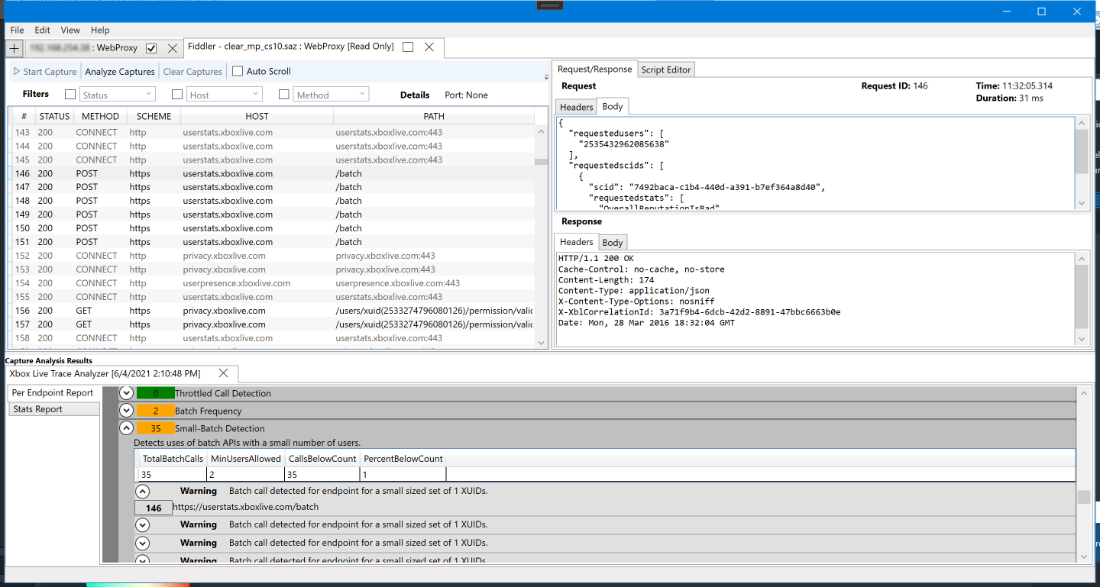 File Edit View Help
: WebProxy
Fiddler - clear_mp_cs10.saz : WebProxy [Read Only]
Start Capture Analyze Captures Clear Captures Auto Scroll
Filters Status Host Method Details Port: None
# STATUS METHOD SCHEME HOST PATH
143 200 CONNECT http userstats.xboxlive.com userstats.xboxlive.com:443
144 200 CONNECT http userstats.xboxlive.com userstats.xboxlive.com:443
145 200 CONNECT http userstats.xboxlive.com userstats.xboxlive.com:443
146 200 POST https userstats.xboxlive.com /batch
147 200 POST https userstats.xboxlive.com /batch
148 200 POST https userstats.xboxlive.com /batch
149 200 POST https userstats.xboxlive.com /batch
150 200 POST https userstats.xboxlive.com /batch
151 200 POST https userstats.xboxlive.com /batch
152 200 CONNECT http privacy.xboxlive.com privacy.xboxlive.com:443
153 200 CONNECT http privacy.xboxlive.com privacy.xboxlive.com:443
154 200 CONNECT http userpresence.xboxlive.com userpresence.xboxlive.com:443
155 200 CONNECT http userstats.xboxlive.com userstats.xboxlive.com:443
156 200 GET https privacy.xboxlive.com /users/xuid(2533274796080126)/permission/valid
157 200 GET https privacy.xboxlive.com /users/xuid(2533274796080126)/permission/valid
158 200 CONNECT http userstats.xboxlive.com userstats.xboxlive.com:443
Request/Response Script Editor
Request Request ID: 146 Time: 11:32:05.314
Duration: 31 ms
Headers Body
{
"requestedusers": [
"2535432962085638"
],
"requestedscids": [
{
"scid": "7492baca-c1b4-440d-a391-b7ef364a8d40",
"requestedstats": [
"OverallReputationIsBad"
Response
Headers Body
HTTP/1.1 200 OK
Cache-Control: no-cache, no-store
Content-Length: 174
Content-Type: application/json
X-Content-Type-Options: nosniff
X-XblCorrelationId: 3a71f9b4-6dcb-42d2-8891-47bbc6663b0e
Date: Mon, 28 Mar 2016 18:32:04 GMT
Capture Analysis Results
Xbox Live Trace Analyzer [6/4/2021 2:10:48 PM]
Per Endpoint Report
Stats Report
0 Throttled Call Detection
2 Batch Frequency
35 Small-Batch Detection
Detects uses of batch APIs with a small number of users.
TotalBatchCalls MinUsersAllowed CallsBelowCount PercentBelowCount
35 2 35 1
Warning Batch call detected for endpoint for a small sized set of 1 XUIDs.
146 https://userstats.xboxlive.com/batch
Warning Batch call detected for endpoint for a small sized set of 1 XUIDs.
Warning Batch call detected for endpoint for a small sized set of 1 XUIDs.
Warning Batch call detected for endpoint for a small sized set of 1 XUIDs.